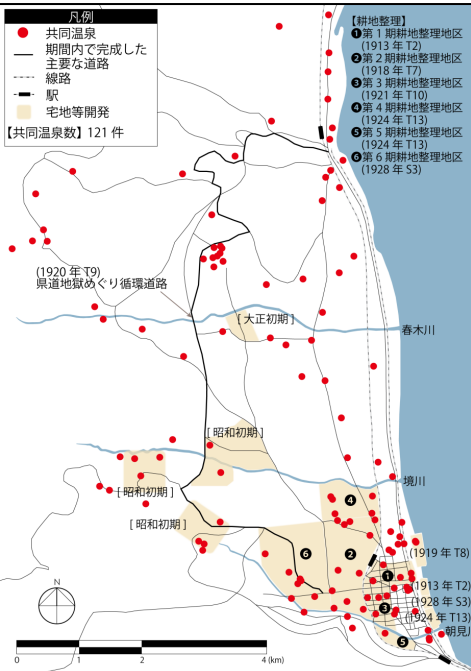 凡例
共同温泉
期間内で完成した
主要な道路
線路
駅
宅地等開発
【共同温泉数】121 件
【耕地整理】
❶第 1 期耕地整理地区
(1913 年 T2)
❷第 2 期耕地整理地区
(1918 年 T7)
❸第 3 期耕地整理地区
(1921 年 T10)
❹第 4 期耕地整理地区
(1924 年 T13)
❺第 5 期耕地整理地区
(1924 年 T13)
❻第 6 期耕地整理地区
(1928 年 S3)
(1920 年 T9)
県道地獄めぐり循環道路
[ 大正初期 ]
春木川
[ 昭和初期 ]
境川
[ 昭和初期 ]
[ 昭和初期 ]
❹
❻
❷
(1919 年 T8)
❶
(1913 年 T2)
(1928 年 S3)
❸
(1924 年 T13)
朝見川
❺
N
0 1 2 4 (km)